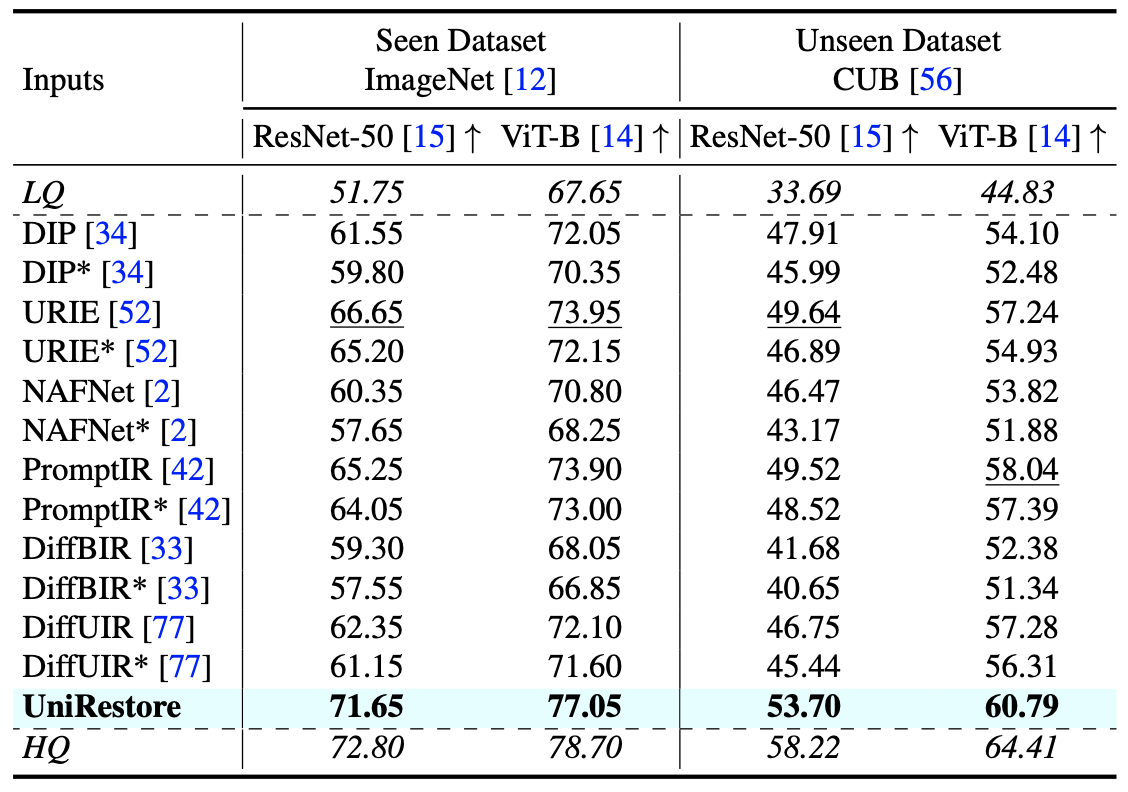 Seen Dataset Unseen Dataset
Inputs ImageNet [12] CUB [56]
ResNet-50 [15] ↑ ViT-B [14] ↑ ResNet-50 [15] ↑ ViT-B [14] ↑
LQ 51.75 67.65 33.69 44.83
DIP [34] 61.55 72.05 47.91 54.10
DIP* [34] 59.80 70.35 45.99 52.48
URIE [52] 66.65 73.95 49.64 57.24
URIE* [52] 65.20 72.15 46.89 54.93
NAFNet [2] 60.35 70.80 46.47 53.82
NAFNet* [2] 57.65 68.25 43.17 51.88
PromptIR [42] 65.25 73.90 49.52 58.04
PromptIR* [42] 64.05 73.00 48.52 57.39
DiffBIR [33] 59.30 68.05 41.68 52.38
DiffBIR* [33] 57.55 66.85 40.65 51.34
DiffUIR [77] 62.35 72.10 46.75 57.28
DiffUIR* [77] 61.15 71.60 45.44 56.31
UniRestore 71.65 77.05 53.70 60.79
HQ 72.80 78.70 58.22 64.41